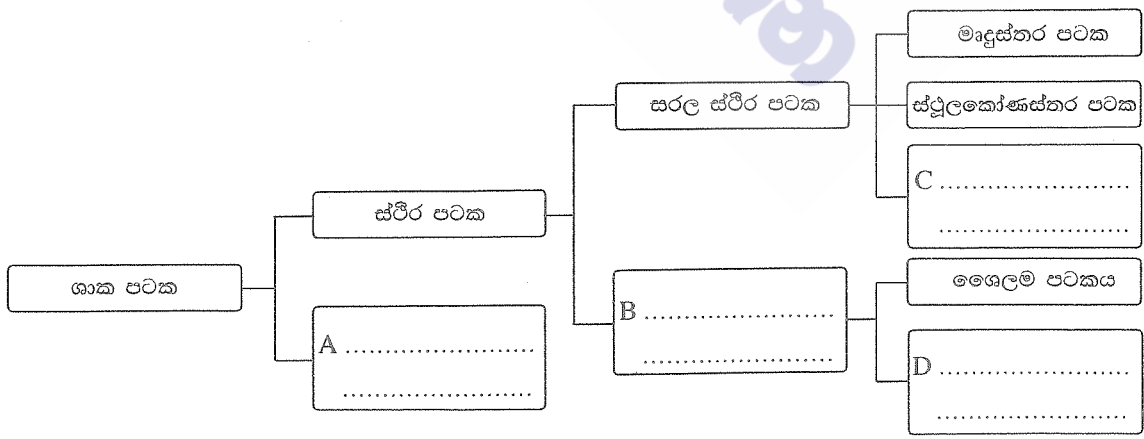 මෘදුස්තර පටක
සරල ස්ථිර පටක
ස්ථූලකෝණස්තර පටක
C ........................
........................
ස්ථිර පටක
ශාක පටක
ශෛලම පටකය
B ........................
........................
A ........................
........................
D ........................
........................